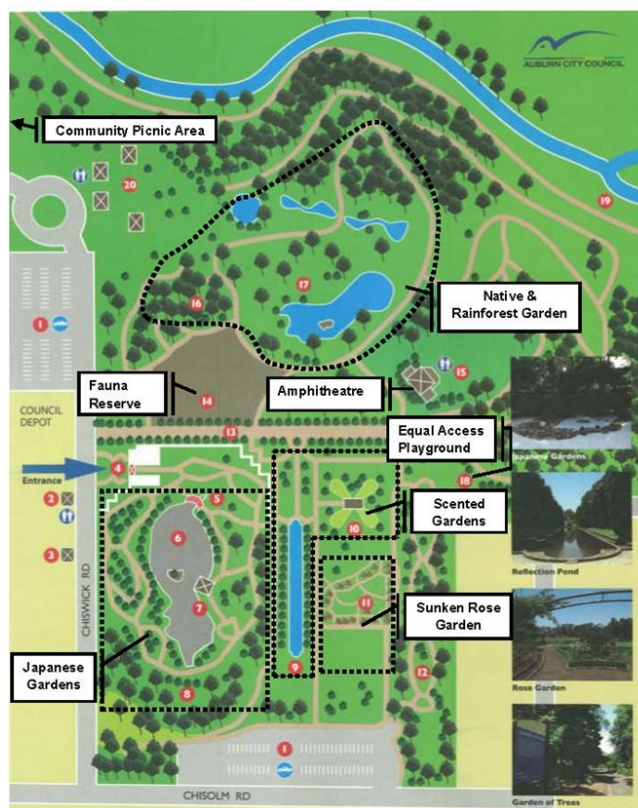 AUBURN CITY COUNCIL
Community Picnic Area
20
19
1
17
16
Native &
Rainforest Garden
Fauna
Reserve
14
Amphitheatre
15
Japanese Gardens
COUNCIL
DEPOT
13
Equal Access
Playground
18
Entrance
4
2
5
Scented
Gardens
10
3
6
Reflection Pond
CHISWICK RD
7
11
Sunken Rose
Garden
Japanese
Gardens
9
12
8
Rose Garden
1
CHISOLM RD
Garden of Trees